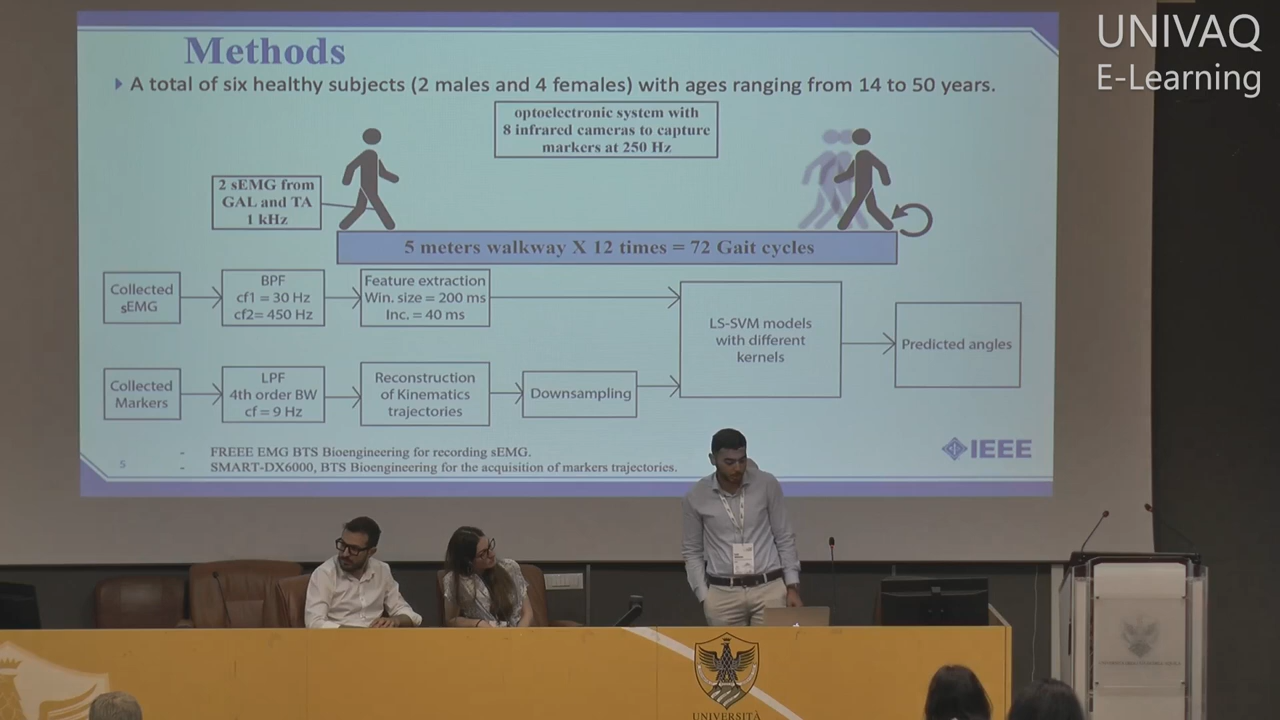 UNIVAQ
E-Learning
Methods
A total of six healthy subjects (2 males and 4 females) with ages ranging from 14 to 50 years.
optoelectronic system with
8 infrared cameras to capture
markers at 250 Hz
2 sEMG from
GAL and TA
1 kHz
5 meters walkway X 12 times = 72 Gait cycles
Collected
sEMG
BPF
cf1 = 30 Hz
cf2= 450 Hz
Feature extraction
Win. size = 200 ms
Inc. = 40 ms
LS-SVM models
with different
kernels
Predicted angles
Collected
Markers
LPF
4th order BW
cf = 9 Hz
Reconstruction
of Kinematics
trajectories
Downsampling
- FREEE EMG BTS Bioengineering for recording sEMG.
- SMART-DX6000, BTS Bioengineering for the acquisition of markers trajectories.
5
IEEE
UNIVERSITÀ